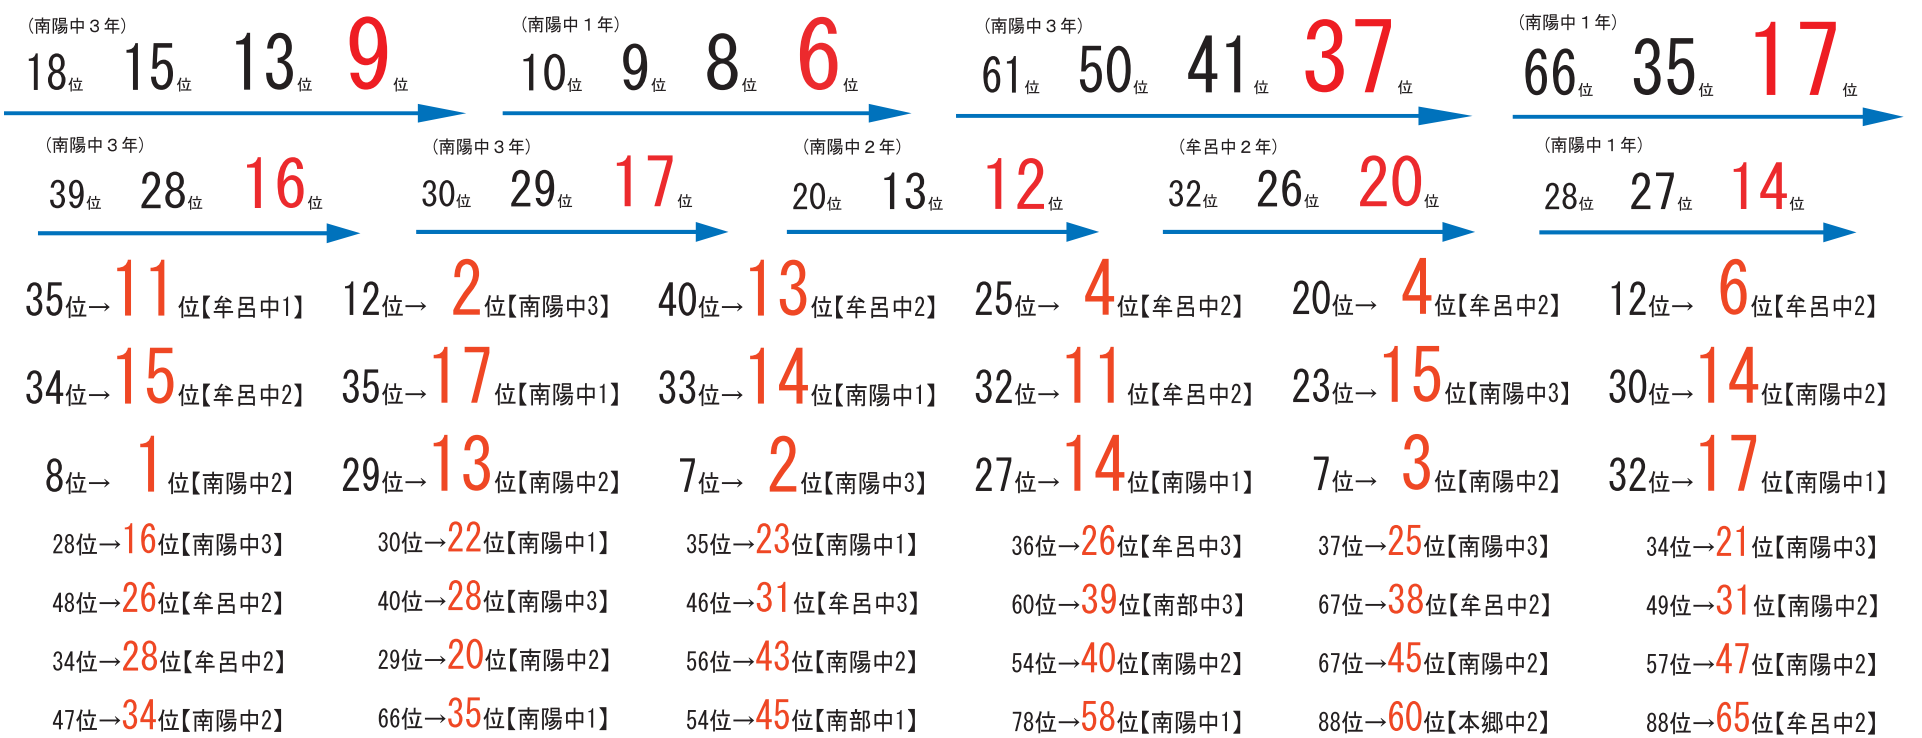 （南陽中３年） （南陽中１年） （南陽中３年） （南陽中１年）
18位 15位 13位 9位 10位 9位 8位 6位 61位 50位 41位 37位 66位 35位 17位
（南陽中３年） （南陽中３年） （南陽中２年） （牟呂中２年） （南陽中１年）
39位 28位 16位 30位 29位 17位 20位 13位 12位 32位 26位 20位 28位 27位 14位
35位→11位【牟呂中1】 12位→2位【南陽中3】 40位→13位【牟呂中2】 25位→4位【牟呂中2】 20位→4位【牟呂中2】 12位→6位【牟呂中2】
34位→15位【牟呂中2】 35位→17位【南陽中1】 33位→14位【南陽中1】 32位→11位【牟呂中2】 23位→15位【南陽中3】 30位→14位【南陽中2】
8位→1位【南陽中2】 29位→13位【南陽中2】 7位→2位【南陽中3】 27位→14位【南陽中1】 7位→3位【南陽中2】 32位→17位【南陽中1】
28位→16位【南陽中3】 30位→22位【南陽中1】 35位→23位【南陽中1】 36位→26位【牟呂中3】 37位→25位【南陽中3】 34位→21位【南陽中3】
48位→26位【牟呂中2】 40位→28位【南陽中3】 46位→31位【牟呂中3】 60位→39位【南部中3】 67位→38位【牟呂中2】 49位→31位【南陽中2】
34位→28位【牟呂中2】 29位→20位【南陽中2】 56位→43位【南陽中2】 54位→40位【南陽中2】 67位→45位【南陽中2】 57位→47位【南陽中2】
47位→34位【南陽中2】 66位→35位【南陽中1】 54位→45位【南部中1】 78位→58位【南陽中1】 88位→60位【本郷中2】 88位→65位【牟呂中2】